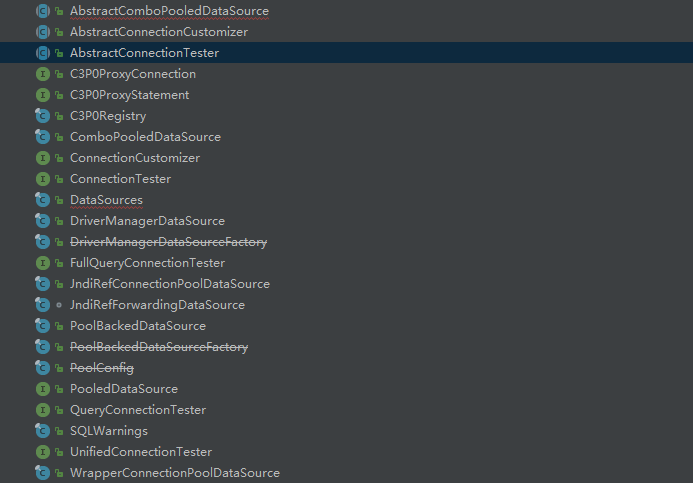 AbstractComboPooledDataSource
AbstractConnectionCustomizer
AbstractConnectionTester
C3P0ProxyConnection
C3P0ProxyStatement
C3P0Registry
ComboPooledDataSource
ConnectionCustomizer
ConnectionTester
DataSources
DriverManagerDataSource
DriverManagerDataSourceFactory
FullQueryConnectionTester
JndiRefConnectionPoolDataSource
JndiRefForwardingDataSource
PoolBackedDataSource
PoolBackedDataSourceFactory
PoolConfig
PooledDataSource
QueryConnectionTester
SQLWarnings
UnifiedConnectionTester
WrapperConnectionPoolDataSource